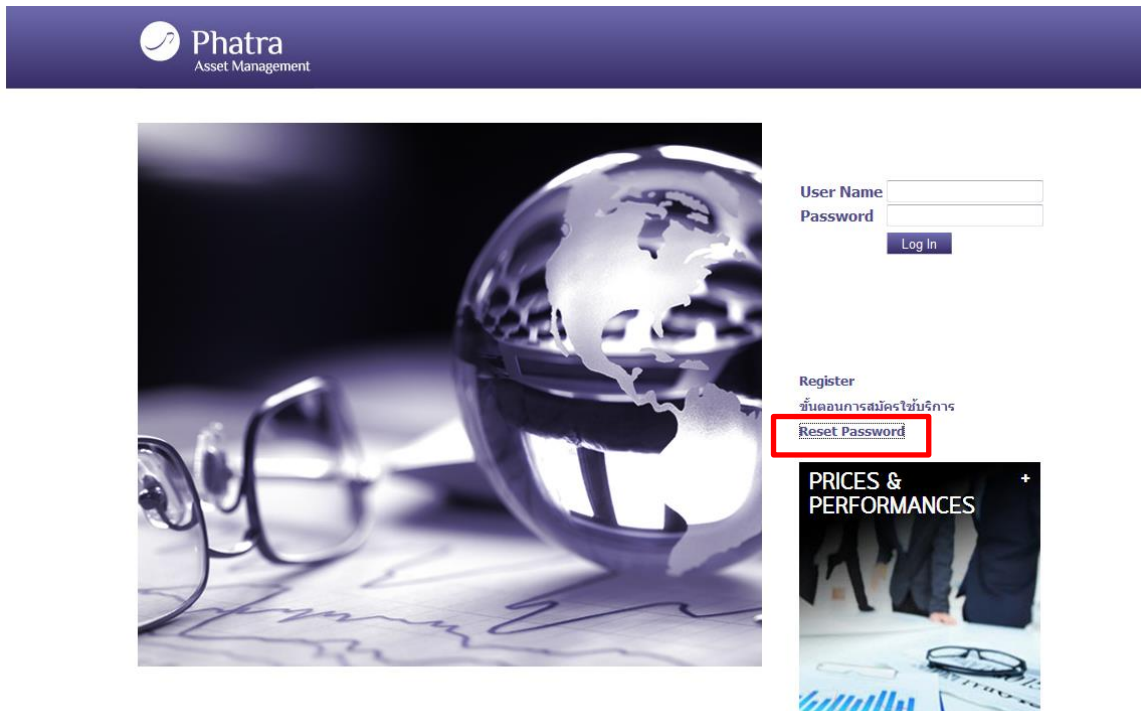 Phatra
Asset Management
User Name
Password
Log In
Register
ขั้นตอนการสมัครใช้บริการ
Reset Password
PRICES & +
PERFORMANCES